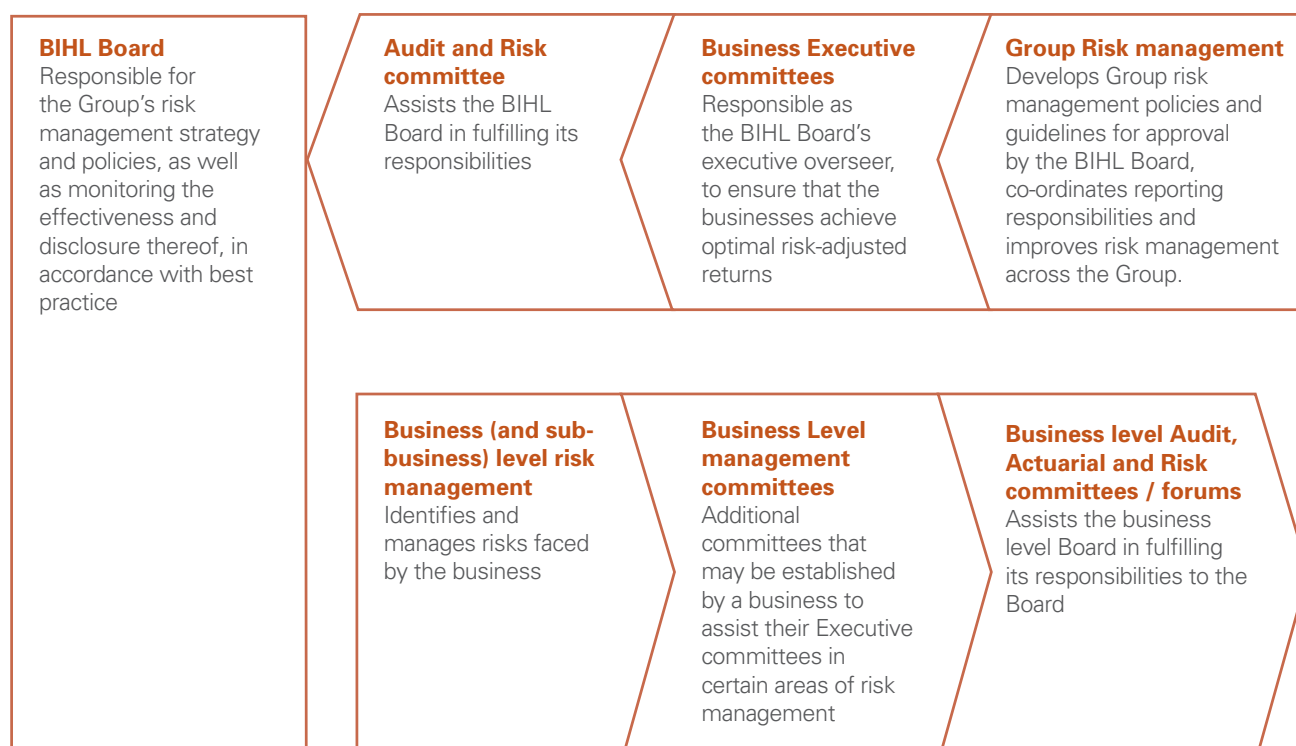 BIHL Board
Responsible for
the Group's risk
management strategy
and policies, as well
as monitoring the
effectiveness and
disclosure thereof, in
accordance with best
practice
Audit and Risk
committee
Assists the BIHL
Board in fulfilling its
responsibilities
Business Executive
committees
Responsible as
the BIHL Board's
executive overseer,
to ensure that the
businesses achieve
optimal risk-adjusted
returns
Group Risk management
Develops Group risk
management policies and
guidelines for approval
by the BIHL Board,
co-ordinates reporting
responsibilities and
improves risk management
across the Group.
Business (and sub-
business) level risk
management
Identifies and
manages risks faced
by the business
Business Level
management
committees
Additional
committees that
may be established
by a business to
assist their Executive
committees in
certain areas of risk
management
Business level Audit,
Actuarial and Risk
committees / forums
Assists the business
level Board in fulfilling
its responsibilities to the
Board